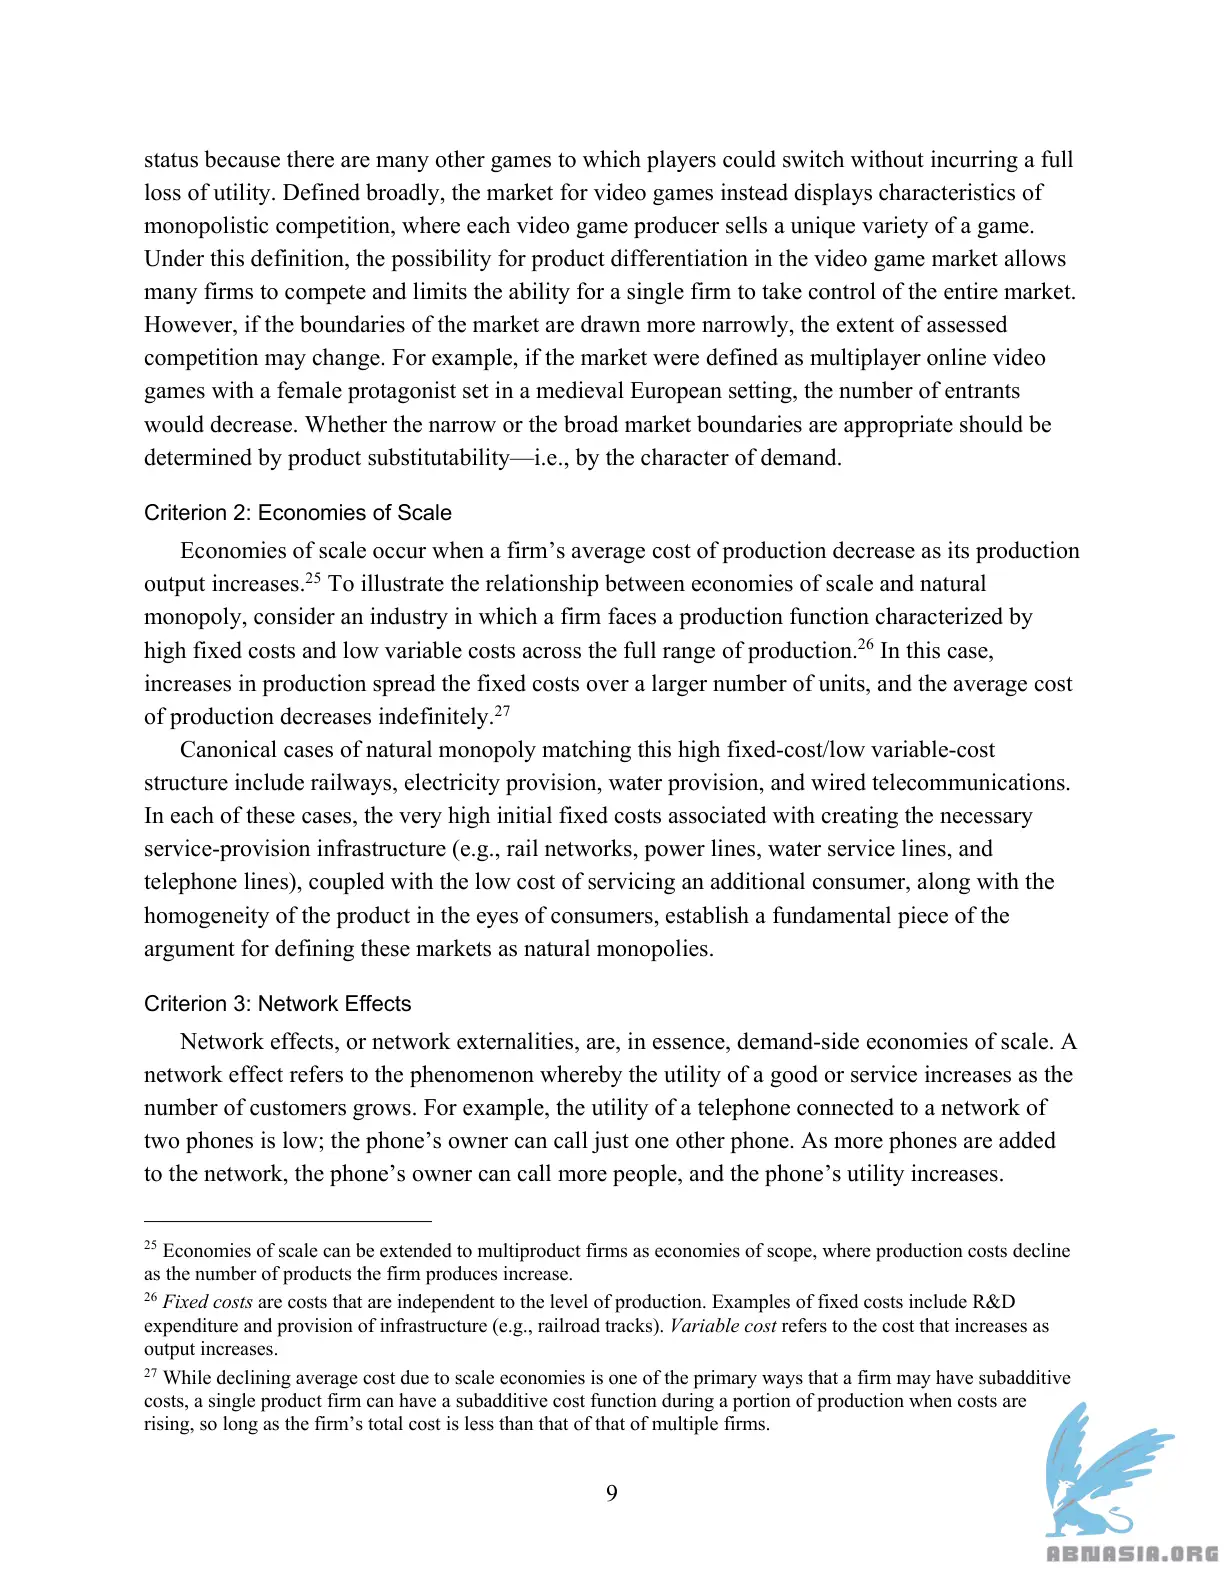 status because there are many other games to which players could switch without incurring a full
loss of utility. Defined broadly, the market for video games instead displays characteristics of
monopolistic competition, where each video game producer sells a unique variety of a game.
Under this definition, the possibility for product differentiation in the video game market allows
many firms to compete and limits the ability for a single firm to take control of the entire market.
However, if the boundaries of the market are drawn more narrowly, the extent of assessed
competition may change. For example, if the market were defined as multiplayer online video
games with a female protagonist set in a medieval European setting, the number of entrants
would decrease. Whether the narrow or the broad market boundaries are appropriate should be
determined by product substitutability—i.e., by the character of demand.
Criterion 2: Economies of Scale
Economies of scale occur when a firm’s average cost of production decrease as its production
output increases.25 To illustrate the relationship between economies of scale and natural
monopoly, consider an industry in which a firm faces a production function characterized by
high fixed costs and low variable costs across the full range of production.26 In this case,
increases in production spread the fixed costs over a larger number of units, and the average cost
of production decreases indefinitely.27
Canonical cases of natural monopoly matching this high fixed-cost/low variable-cost
structure include railways, electricity provision, water provision, and wired telecommunications.
In each of these cases, the very high initial fixed costs associated with creating the necessary
service-provision infrastructure (e.g., rail networks, power lines, water service lines, and
telephone lines), coupled with the low cost of servicing an additional consumer, along with the
homogeneity of the product in the eyes of consumers, establish a fundamental piece of the
argument for defining these markets as natural monopolies.
Criterion 3: Network Effects
Network effects, or network externalities, are, in essence, demand-side economies of scale. A
network effect refers to the phenomenon whereby the utility of a good or service increases as the
number of customers grows. For example, the utility of a telephone connected to a network of
two phones is low; the phone’s owner can call just one other phone. As more phones are added
to the network, the phone’s owner can call more people, and the phone’s utility increases.
25 Economies of scale can be extended to multiproduct firms as economies of scope, where production costs decline
as the number of products the firm produces increase.
26 Fixed costs are costs that are independent to the level of production. Examples of fixed costs include R&D
expenditure and provision of infrastructure (e.g., railroad tracks). Variable cost refers to the cost that increases as
output increases.
27 While declining average cost due to scale economies is one of the primary ways that a firm may have subadditive
costs, a single product firm can have a subadditive cost function during a portion of production when costs are
rising, so long as the firm’s total cost is less than that of that of multiple firms.
9
ABNASIA.ORG